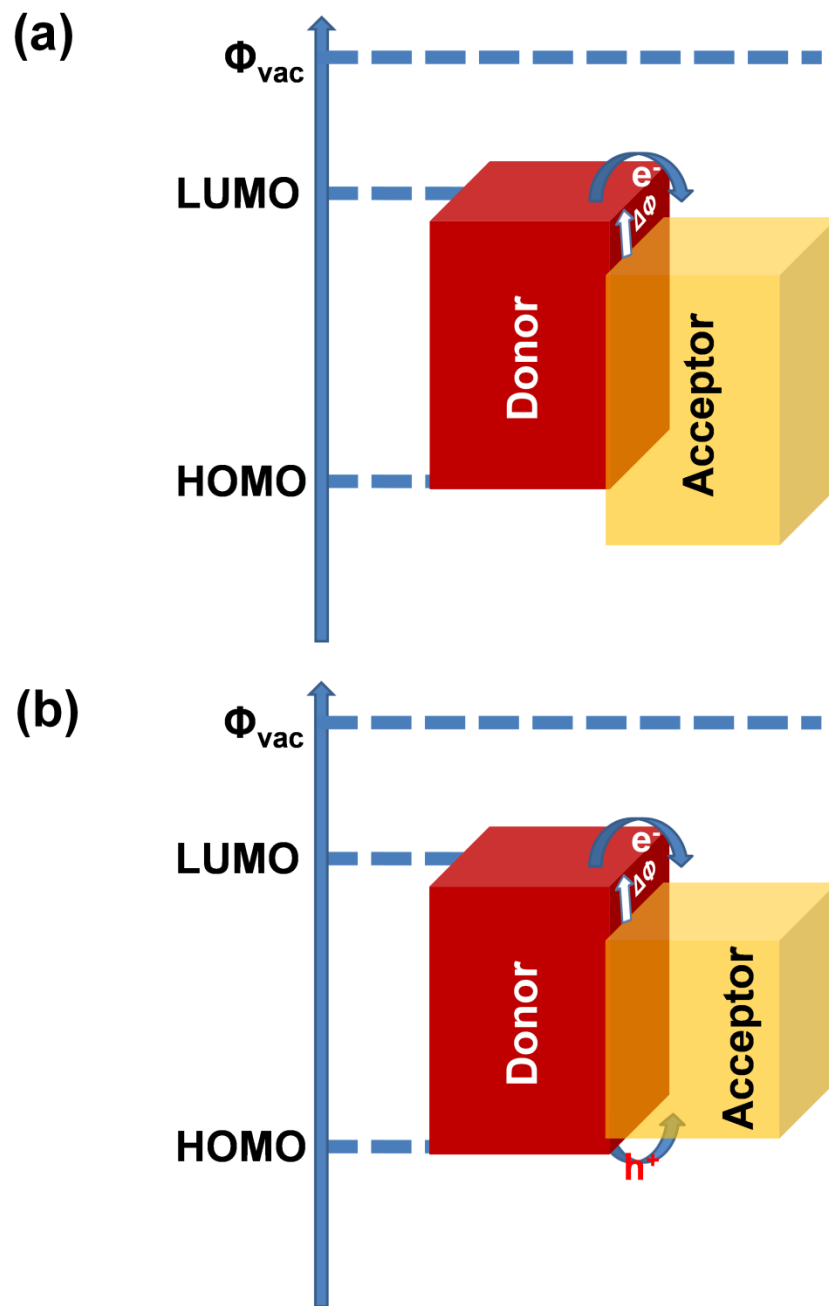 (a)
Φvac
LUMO
e-
ΔΦ
Donor
Acceptor
HOMO
(b)
Φvac
LUMO
e-
ΔΦ
Donor
Acceptor
HOMO
h+